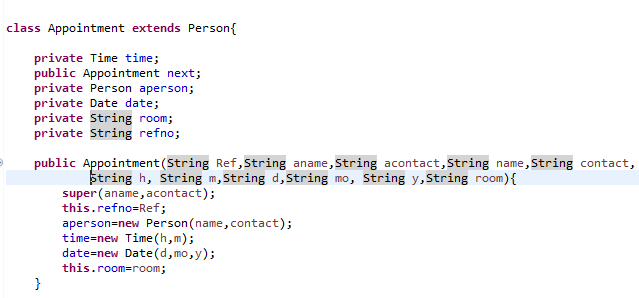 class Appointment extends Person{
private Time time;
public Appointment next;
private Person aperson;
private Date date;
private String room;
private String refno;
public Appointment(String Ref,String aname,String acontact,String name,String contact,
String h, String m,String d,String mo, String y,String room){
super(aname,acontact);
this.refno=Ref;
aperson=new Person(name,contact);
time=new Time(h,m);
date=new Date(d,mo,y);
this.room=room;
}